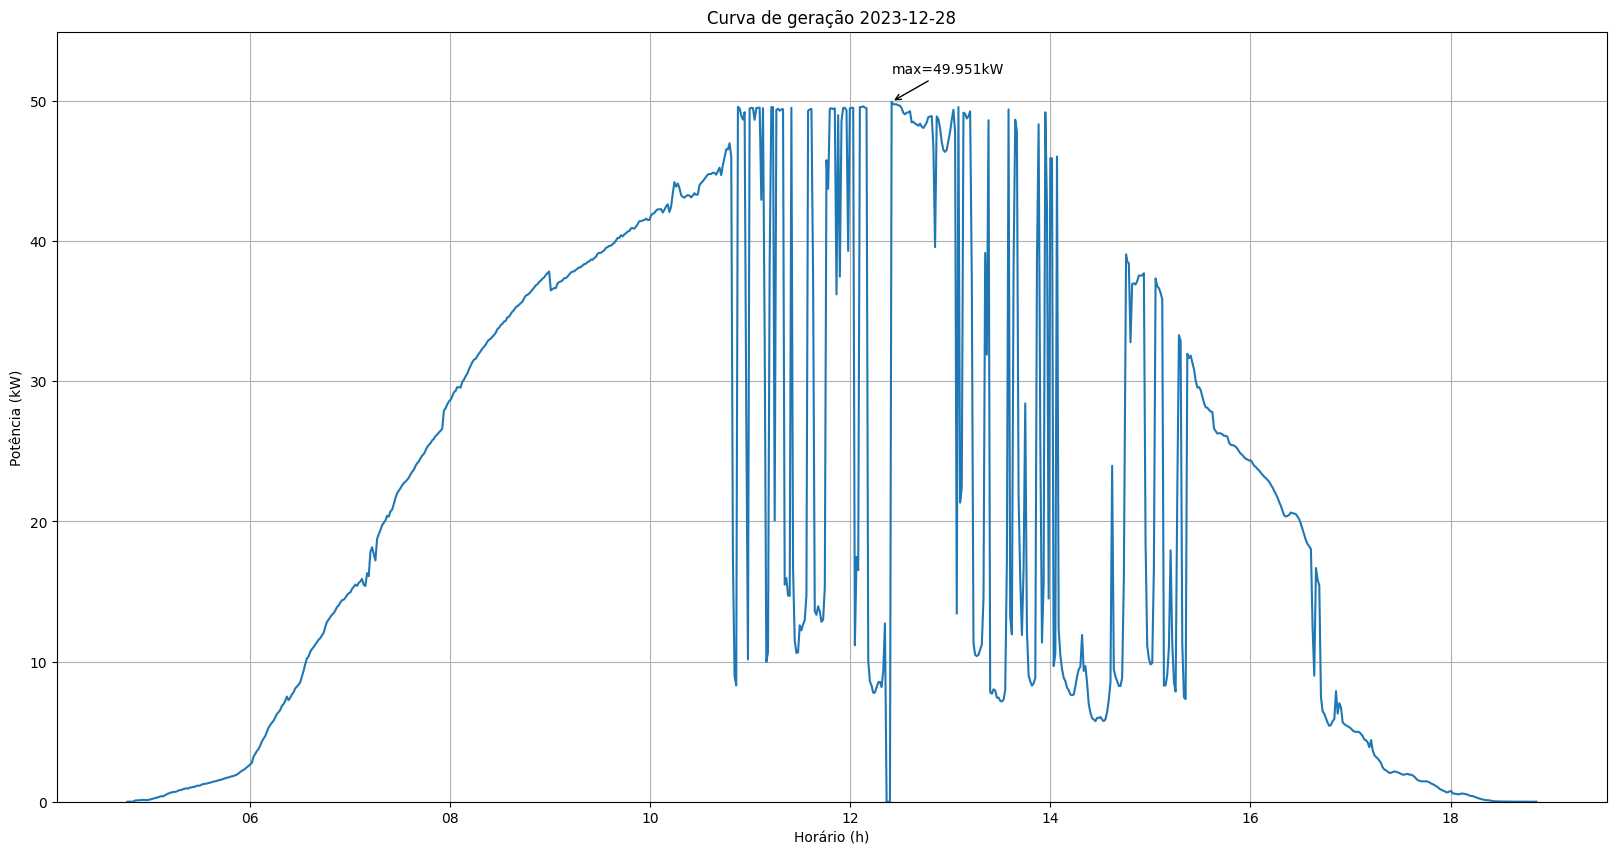 Curva de geração 2023-12-28
max=49.951kW
50
40
30
20
10
0
Potência (kW)
06 08 10 12 14 16 18
Horário (h)